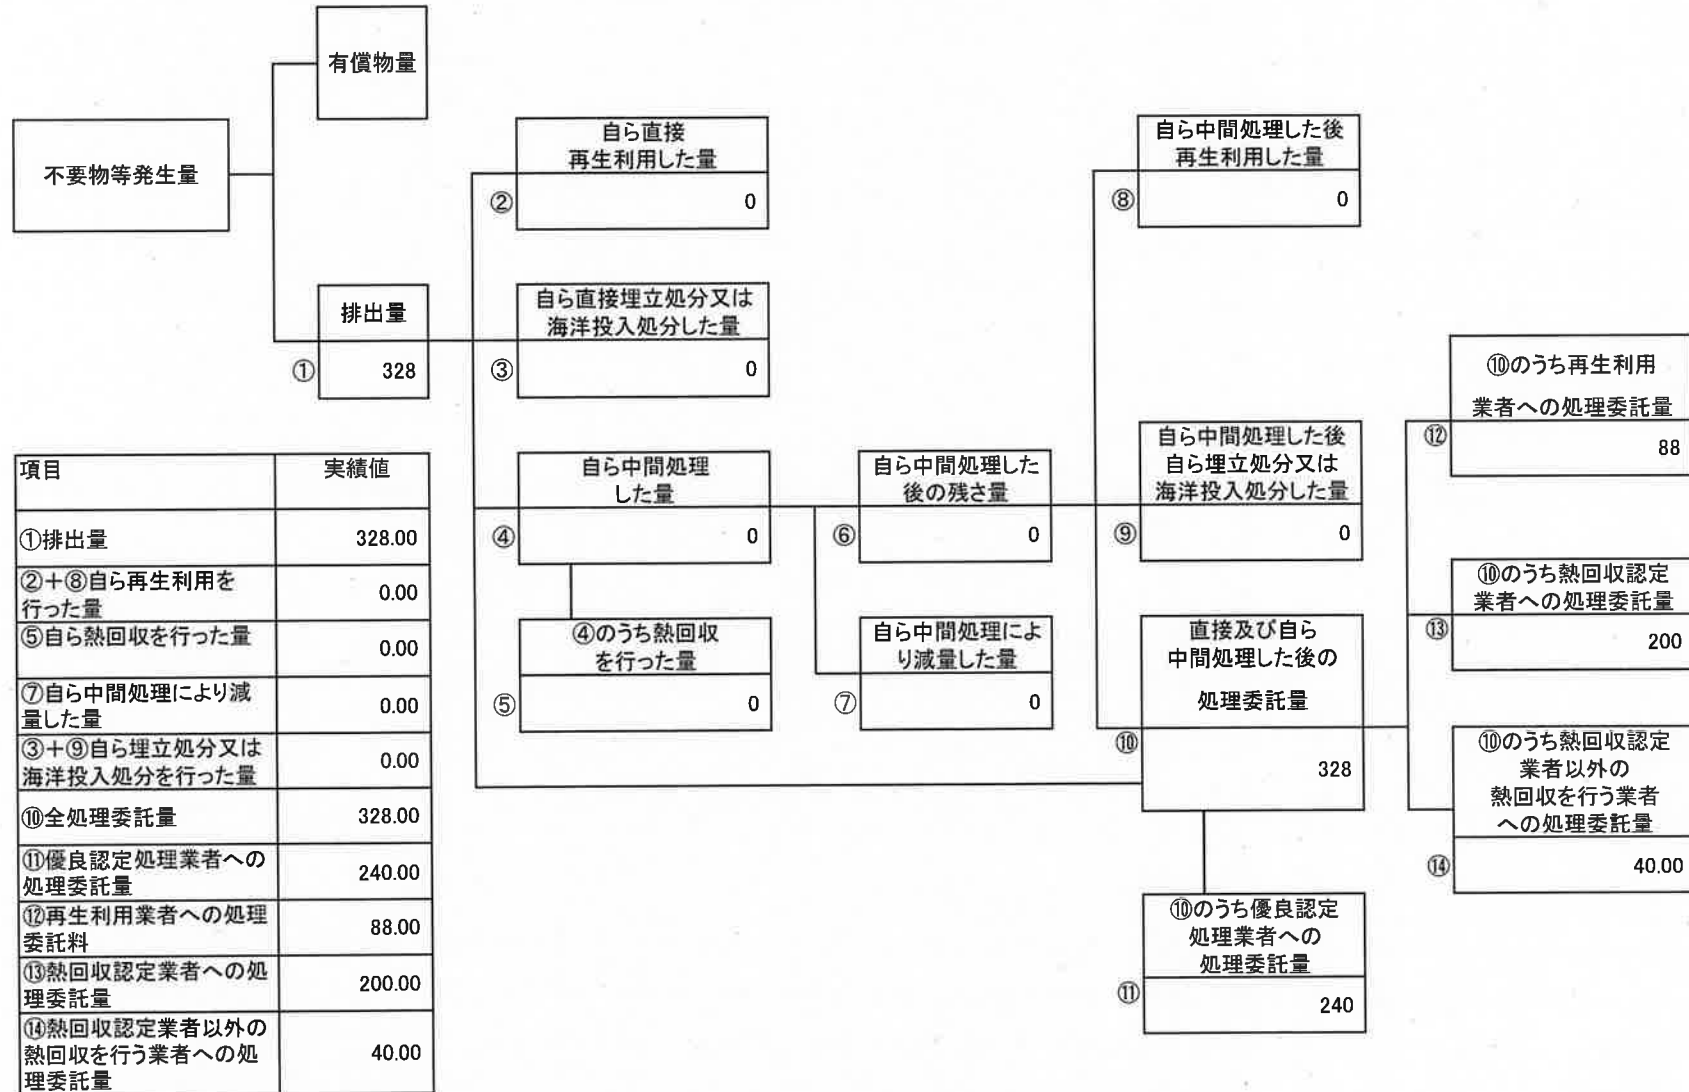 有償物量
不要物等発生量
自ら直接
再生利用した量
②
0
自ら中間処理した後
再生利用した量
⑧
0
排出量
①
328
自ら直接埋立処分又は
海洋投入処分した量
③
0
⑩のうち再生利用
業者への処理委託量
⑫
88
自ら中間処理
した量
④
0
自ら中間処理した
後の残さ量
⑥
0
自ら中間処理した後
自ら埋立処分又は
海洋投入処分した量
⑨
0
⑩のうち熱回収認定
業者への処理委託量
⑬
200
④のうち熱回収
を行った量
⑤
0
自ら中間処理によ
り減量した量
⑦
0
直接及び自ら
中間処理した後の
処理委託量
⑩
328
⑩のうち熱回収認定
業者以外の
熱回収を行う業者
への処理委託量
⑭
40.00
⑩のうち優良認定
処理業者への
処理委託量
⑪
240
項目 実績値
①排出量 328.00
②＋⑧自ら再生利用を
行った量 0.00
⑤自ら熱回収を行った量 0.00
⑦自ら中間処理により減
量した量 0.00
③＋⑨自ら埋立処分又は
海洋投入処分を行った量 0.00
⑩全処理委託量 328.00
⑪優良認定処理業者への
処理委託量 240.00
⑫再生利用業者への処理
委託料 88.00
⑬熱回収認定業者への処
理委託量 200.00
⑭熱回収認定業者以外の
熱回収を行う業者への処
理委託量 40.00